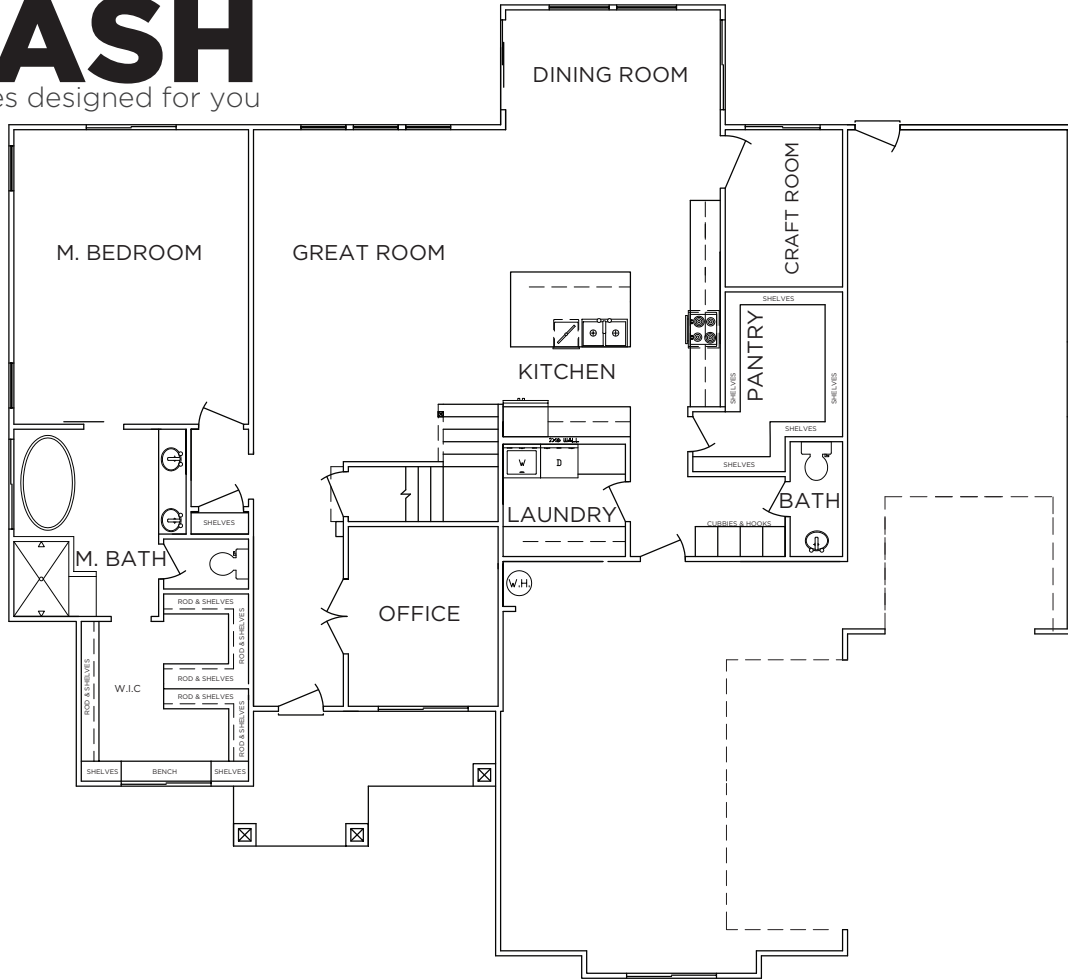 ASH
es designed for you
DINING ROOM
CRAFT ROOM
M. BEDROOM
GREAT ROOM
SHELVES
PANTRY
KITCHEN
SHELVES
SHELVES
SHELVES
2X6 WALL
W
D
SHELVES
BATH
LAUNDRY
SHELVES
CUBBIES & HOOKS
M. BATH
W.H.
ROD & SHELVES
OFFICE
ROD & SHELVES
ROD & SHELVES
ROD & SHELVES
W.I.C
ROD & SHELVES
ROD & SHELVES
SHELVES
BENCH
SHELVES